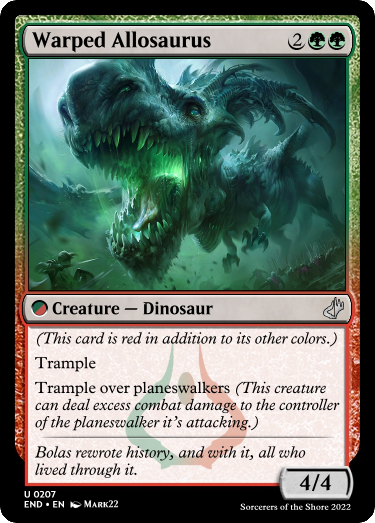 Warped Allosaurus 2
Creature — Dinosaur
(This card is red in addition to its other colors.)
Trample
Trample over planeswalkers (This creature
can deal excess combat damage to the controller
of the planeswalker it's attacking.)
Bolas rewrote history, and with it, all who
lived through it.
4/4
U 0207
END • EN Mark22
Sorcerers of the Shore 2022